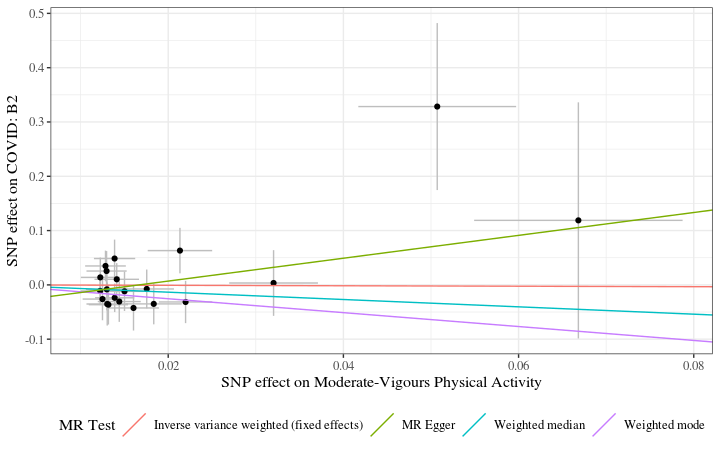 0.5
0.4
0.3
0.2
0.1
0.0
-0.1
SNP effect on COVID: B2
0.02 0.04 0.06 0.08
SNP effect on Moderate-Vigours Physical Activity
MR Test Inverse variance weighted (fixed effects) MR Egger Weighted median Weighted mode